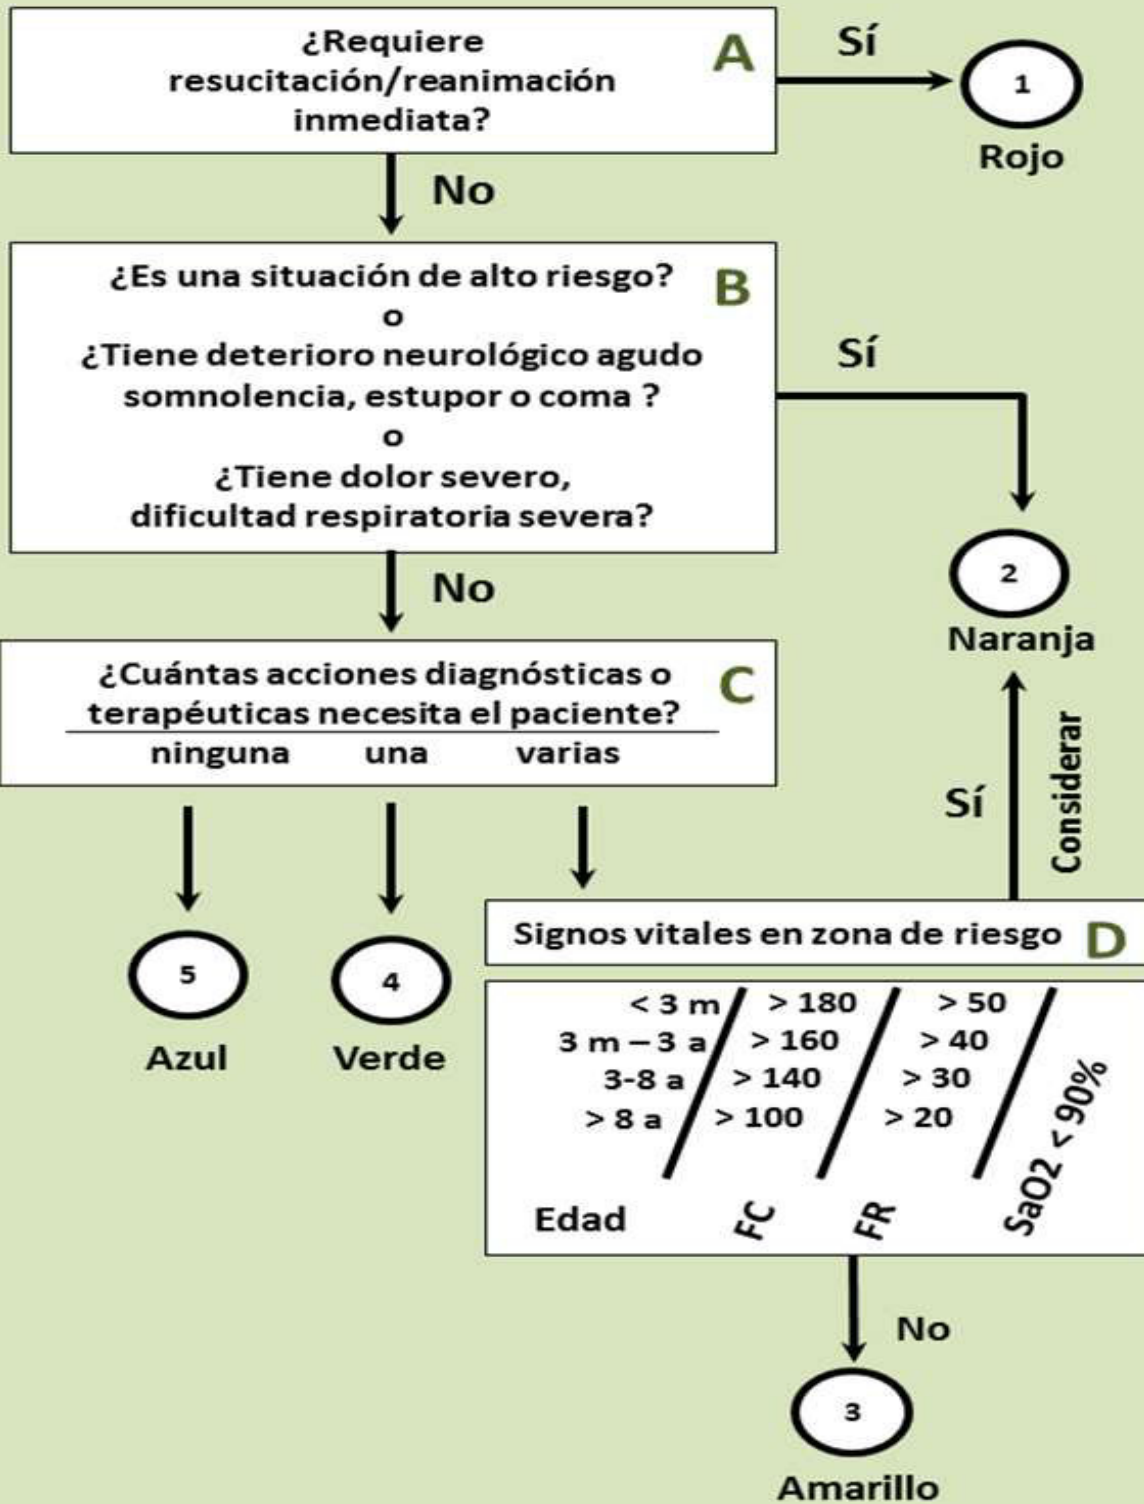 ¿Requiere
resucitación/reanimación
inmediata?
A
Sí
1
Rojo
No
¿Es una situación de alto riesgo?
o
¿Tiene deterioro neurológico agudo
somnolencia, estupor o coma ?
o
¿Tiene dolor severo,
dificultad respiratoria severa?
B
Sí
2
Naranja
No
¿Cuántas acciones diagnósticas o
terapéuticas necesita el paciente?
ninguna una varias
C
Sí
Considerar
5
Azul
4
Verde
Signos vitales en zona de riesgo D
< 3 m > 180 > 50
3 m – 3 a > 160 > 40
3-8 a > 140 > 30
> 8 a > 100 > 20
Edad FC FR SaO2 < 90%
No
3
Amarillo